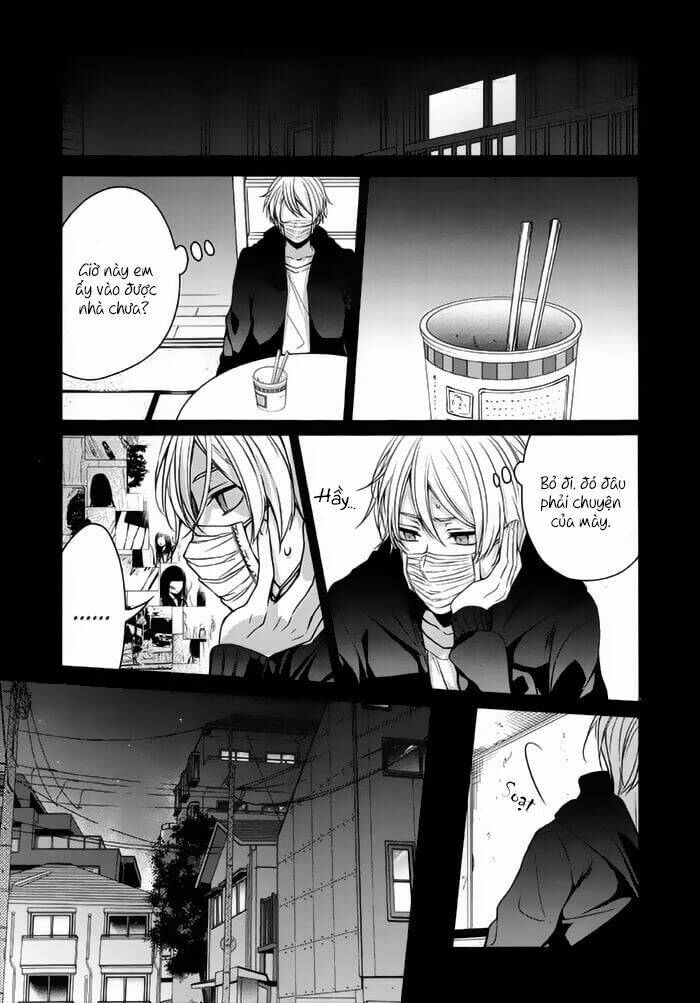 Giờ này em
ấy vào được
nhà chưa?
Bỏ đi, đó đâu
phải chuyện
của mày.
Hầy...
......
Soạt